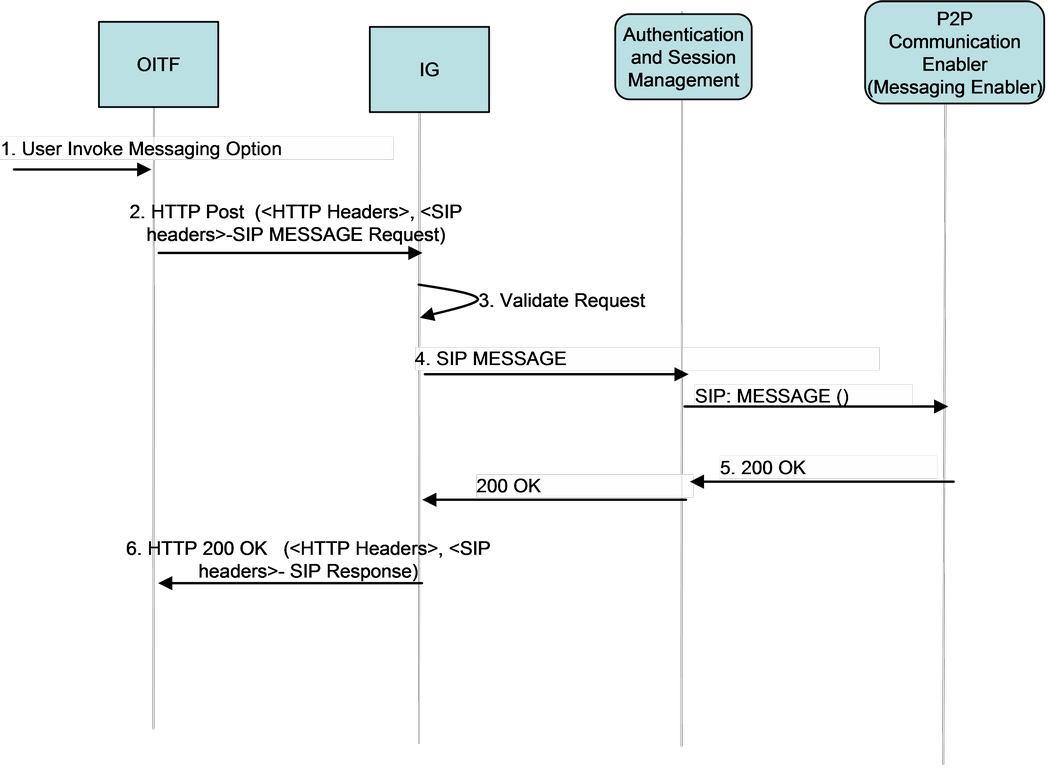 OITF
IG
Authentication
and Session
Management
P2P
Communication
Enabler
(Messaging Enabler)
1. User Invoke Messaging Option
2. HTTP Post  (<HTTP Headers>, <SIP
headers>-SIP MESSAGE Request)
3. Validate Request
4. SIP MESSAGE
SIP: MESSAGE ()
5. 200 OK
200 OK
6. HTTP 200 OK   (<HTTP Headers>, <SIP
headers>- SIP Response)